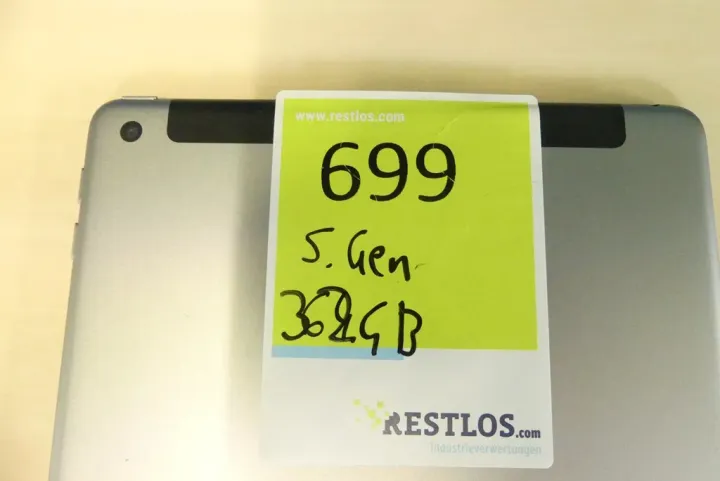 www.restlos.com
699
5. Gen
RESTLOS.com
Industrieverwertungen